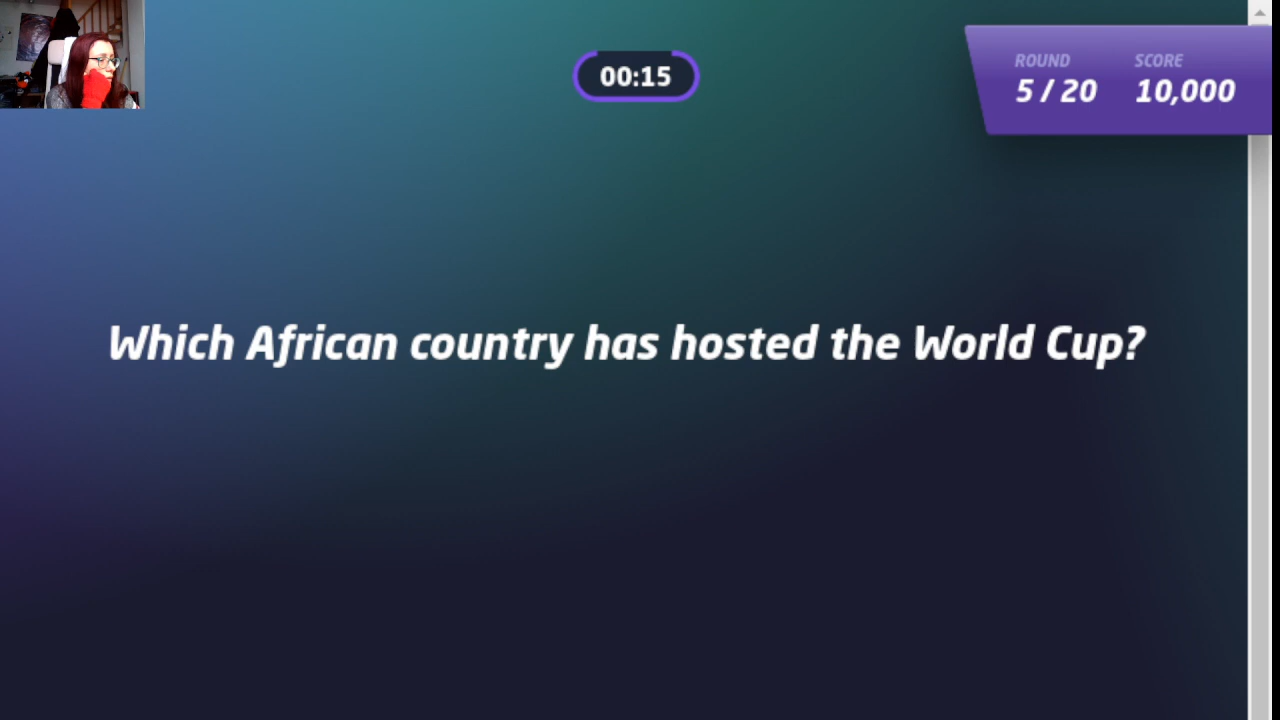 00:15
ROUND SCORE
5 / 20 10,000
Which African country has hosted the World Cup?